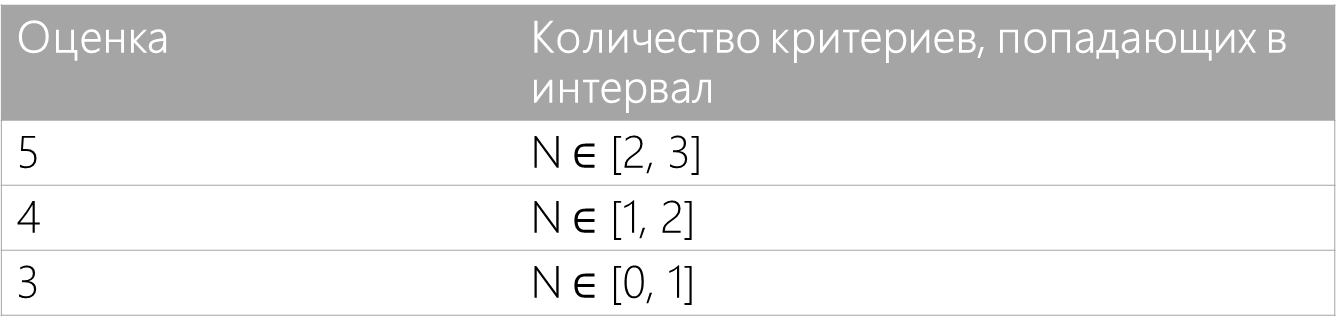 Оценка
Количество критериев, попадающих в
интервал
5
N ∈ [2, 3]
4
N ∈ [1, 2]
3
N ∈ [0, 1]